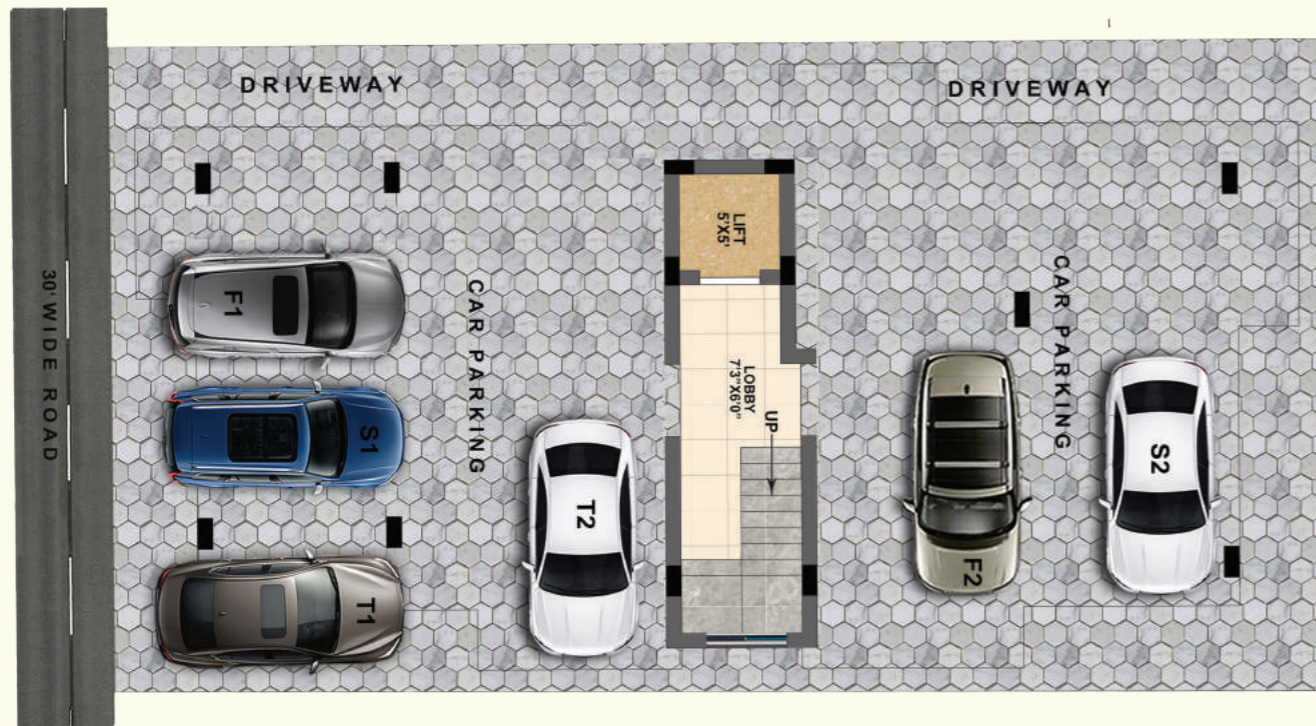 DRIVEWAY
DRIVEWAY
30' WIDE ROAD
F1
S1
T1
CAR PARKING
T2
LIFT
5'X5'
LOBBY
7'3"X6'0"
UP
F2
CAR PARKING
S2